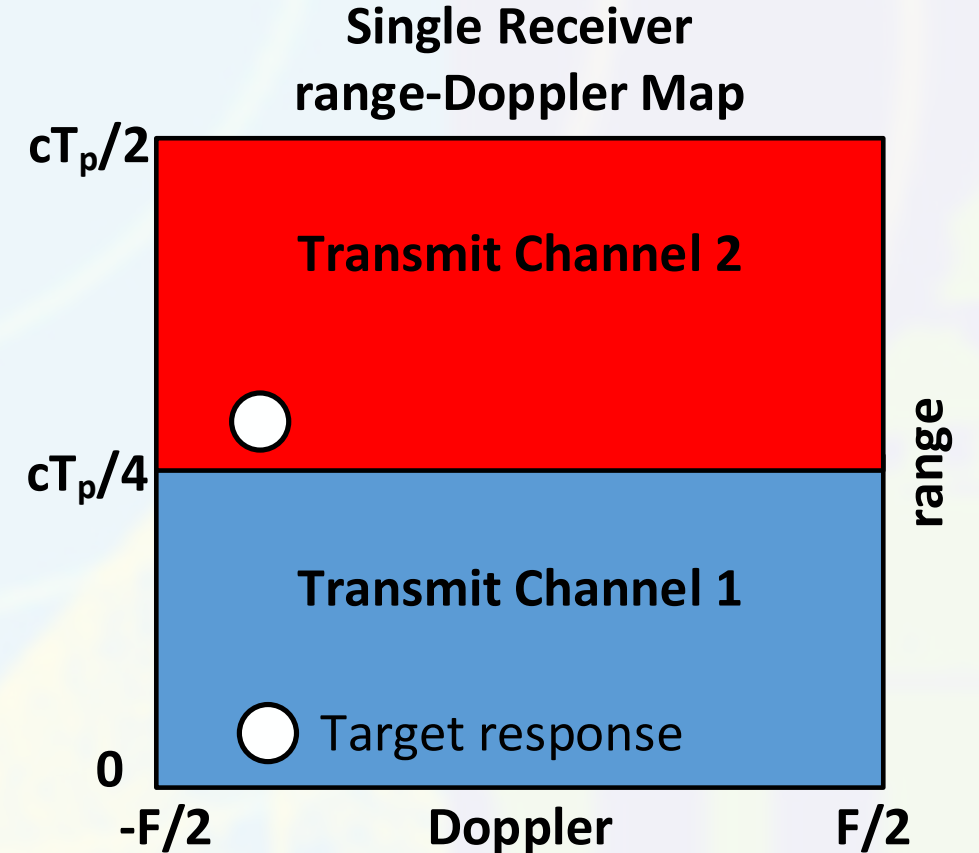 Single Receiver
range-Doppler Map
cTₚ/2
Transmit Channel 2
cTₚ/4
range
Transmit Channel 1
Target response
0
-F/2
Doppler
F/2